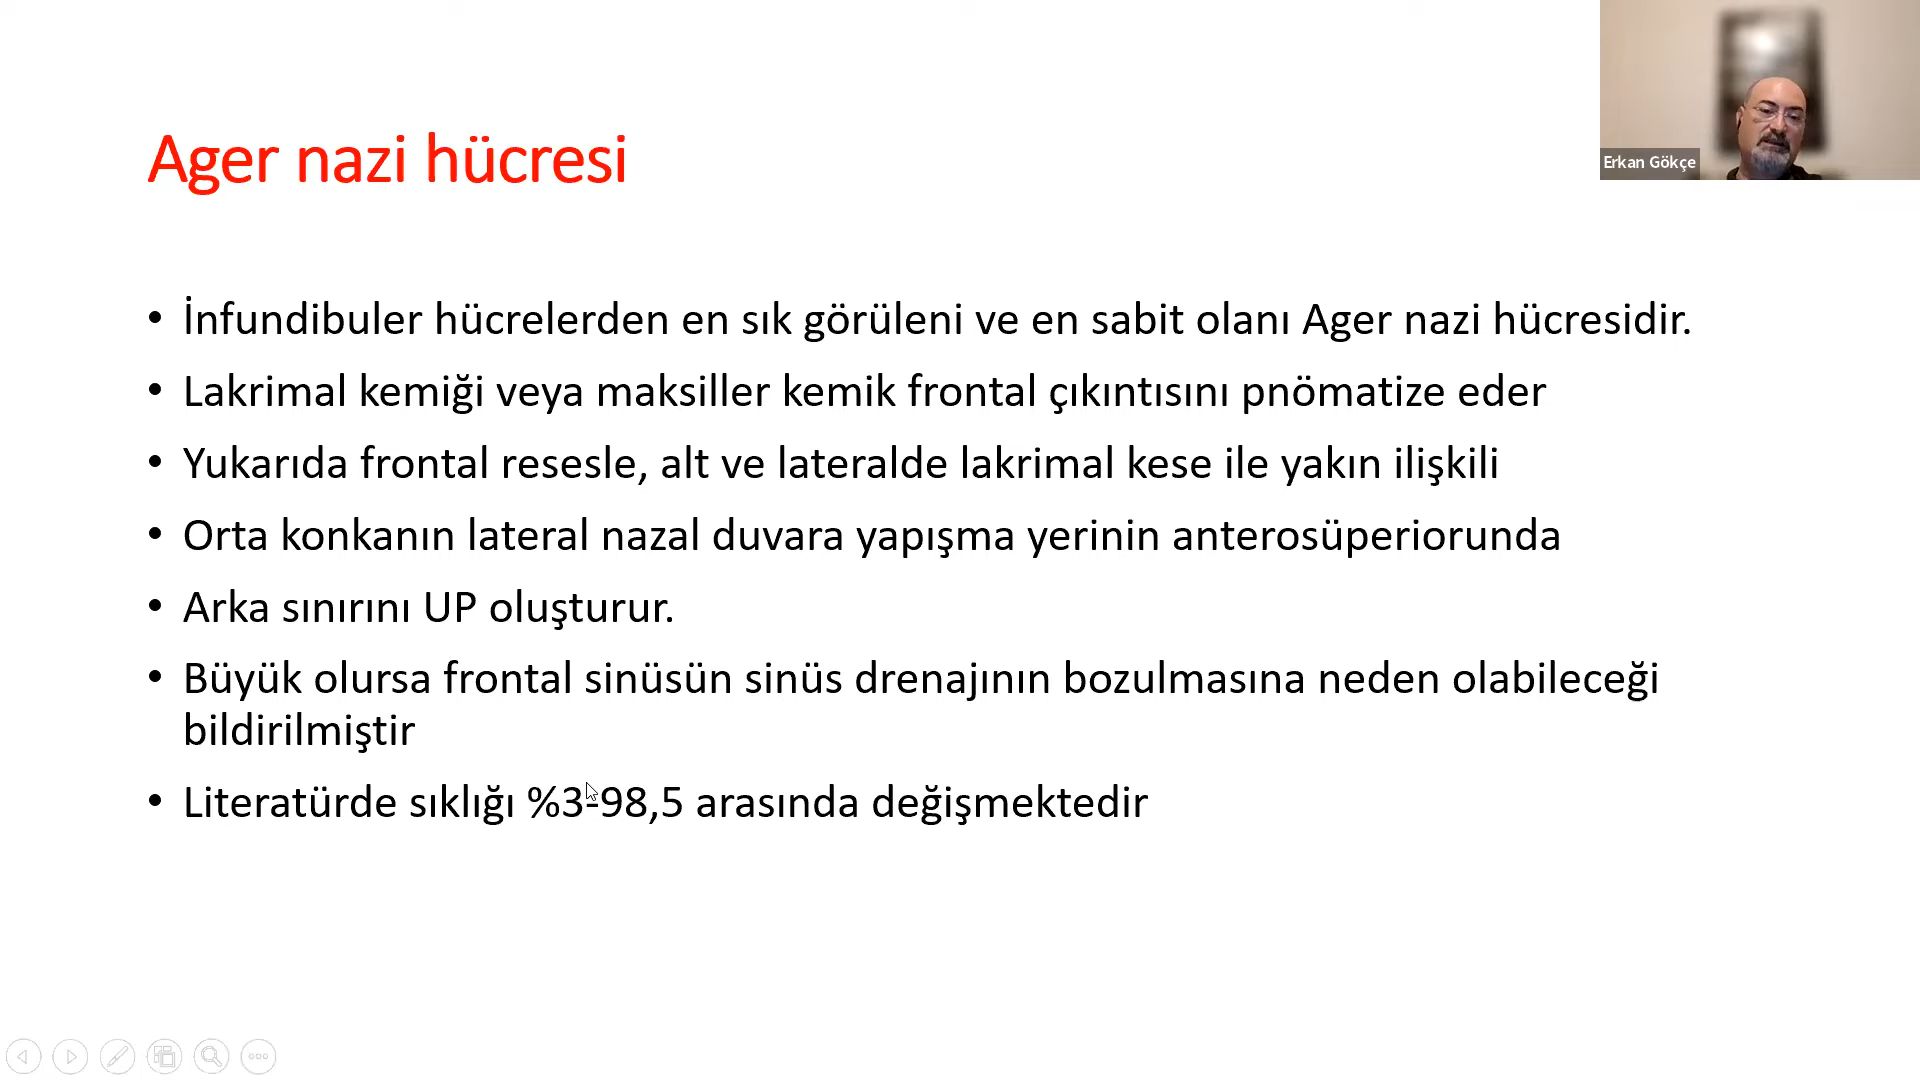 Ager nazi hücresi
Erkan Gökçe
• İnfundibuler hücrelerden en sık görüleni ve en sabit olanı Ager nazi hücresidir.
• Lakrimal kemiği veya maksiller kemik frontal çıkıntısını pnömatize eder
• Yukarıda frontal resesle, alt ve lateralde lakrimal kese ile yakın ilişkili
• Orta konkanın lateral nazal duvara yapışma yerinin anterosüperiorunda
• Arka sınırını UP oluşturur.
• Büyük olursa frontal sinüsün sinüs drenajının bozulmasına neden olabileceği
bildirilmiştir
• Literatürde sıklığı %3-98,5 arasında değişmektedir